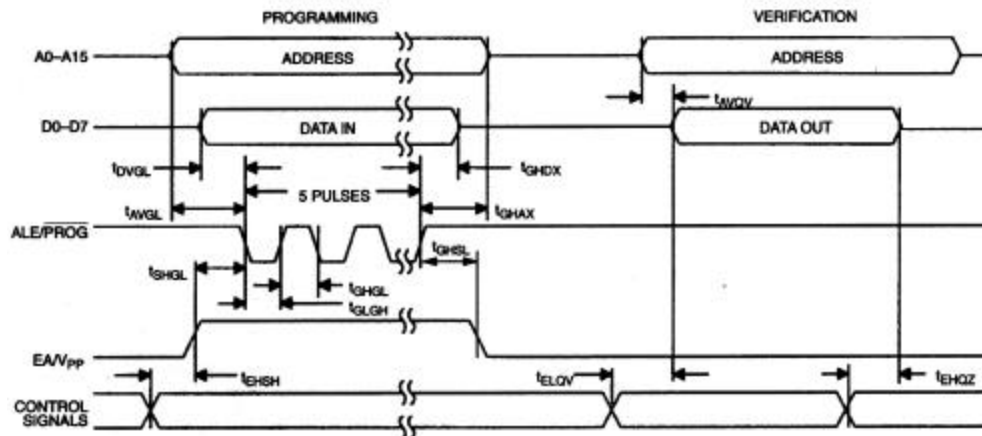 PROGRAMMING VERIFICATION
A0–A15 ADDRESS ADDRESS
tAVQV
D0–D7 DATA IN DATA OUT
tDVGL tGHDX
5 PULSES
tAVGL tGHAX
ALE/PROG
tGHSL
tSHGL
tGHGL
tGLGH
EA/VPP
tEHSH tELQV tEHQZ
CONTROL
SIGNALS